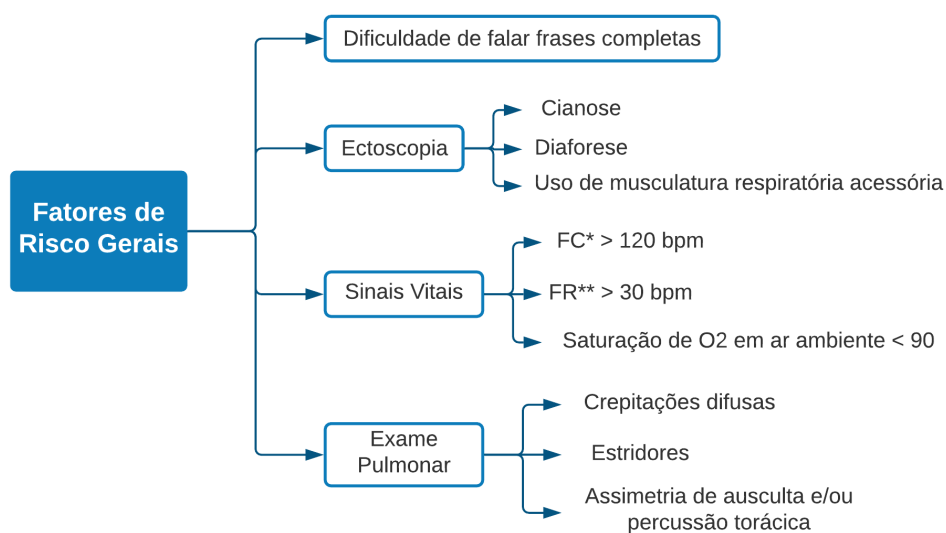 Fatores de
Risco Gerais
Dificuldade de falar frases completas
Ectoscopia
Cianose
Diaforese
Uso de musculatura respiratória acessória
Sinais Vitais
FC* > 120 bpm
FR** > 30 bpm
Saturação de O2 em ar ambiente < 90
Exame
Pulmonar
Crepitações difusas
Estridores
Assimetria de ausculta e/ou
percussão torácica